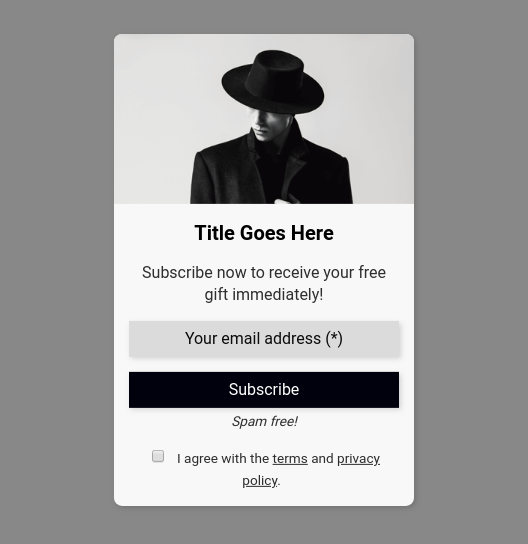 Title Goes Here
Subscribe now to receive your free
gift immediately!
Your email address (*)
Subscribe
Spam free!
I agree with the terms and privacy
policy.